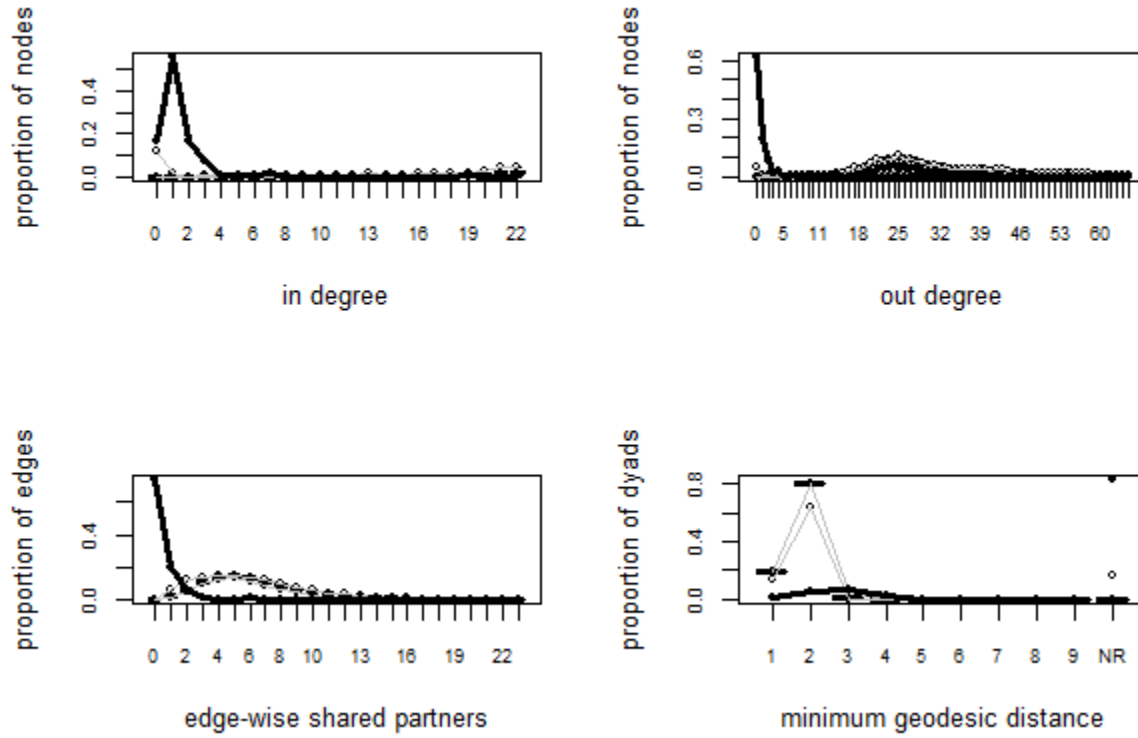 proportion of nodes
0.0 0.2 0.4
0 2 4 6 8 10 13 16 19 22
in degree
proportion of nodes
0.0 0.3 0.6
0 5 11 18 25 32 39 46 53 60
out degree
proportion of edges
0.0 0.4
0 2 4 6 8 10 13 16 19 22
edge-wise shared partners
proportion of dyads
0.0 0.4 0.8
1 2 3 4 5 6 7 8 9 NR
minimum geodesic distance